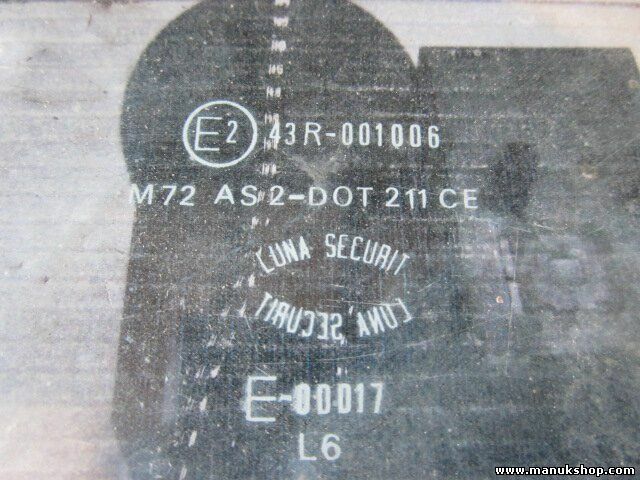 E2 43R-001006
M72 AS2-DOT 211 CE
LUNA SECURIT
LUNA SECURIT
E-00017
L6
www.manukshop.com